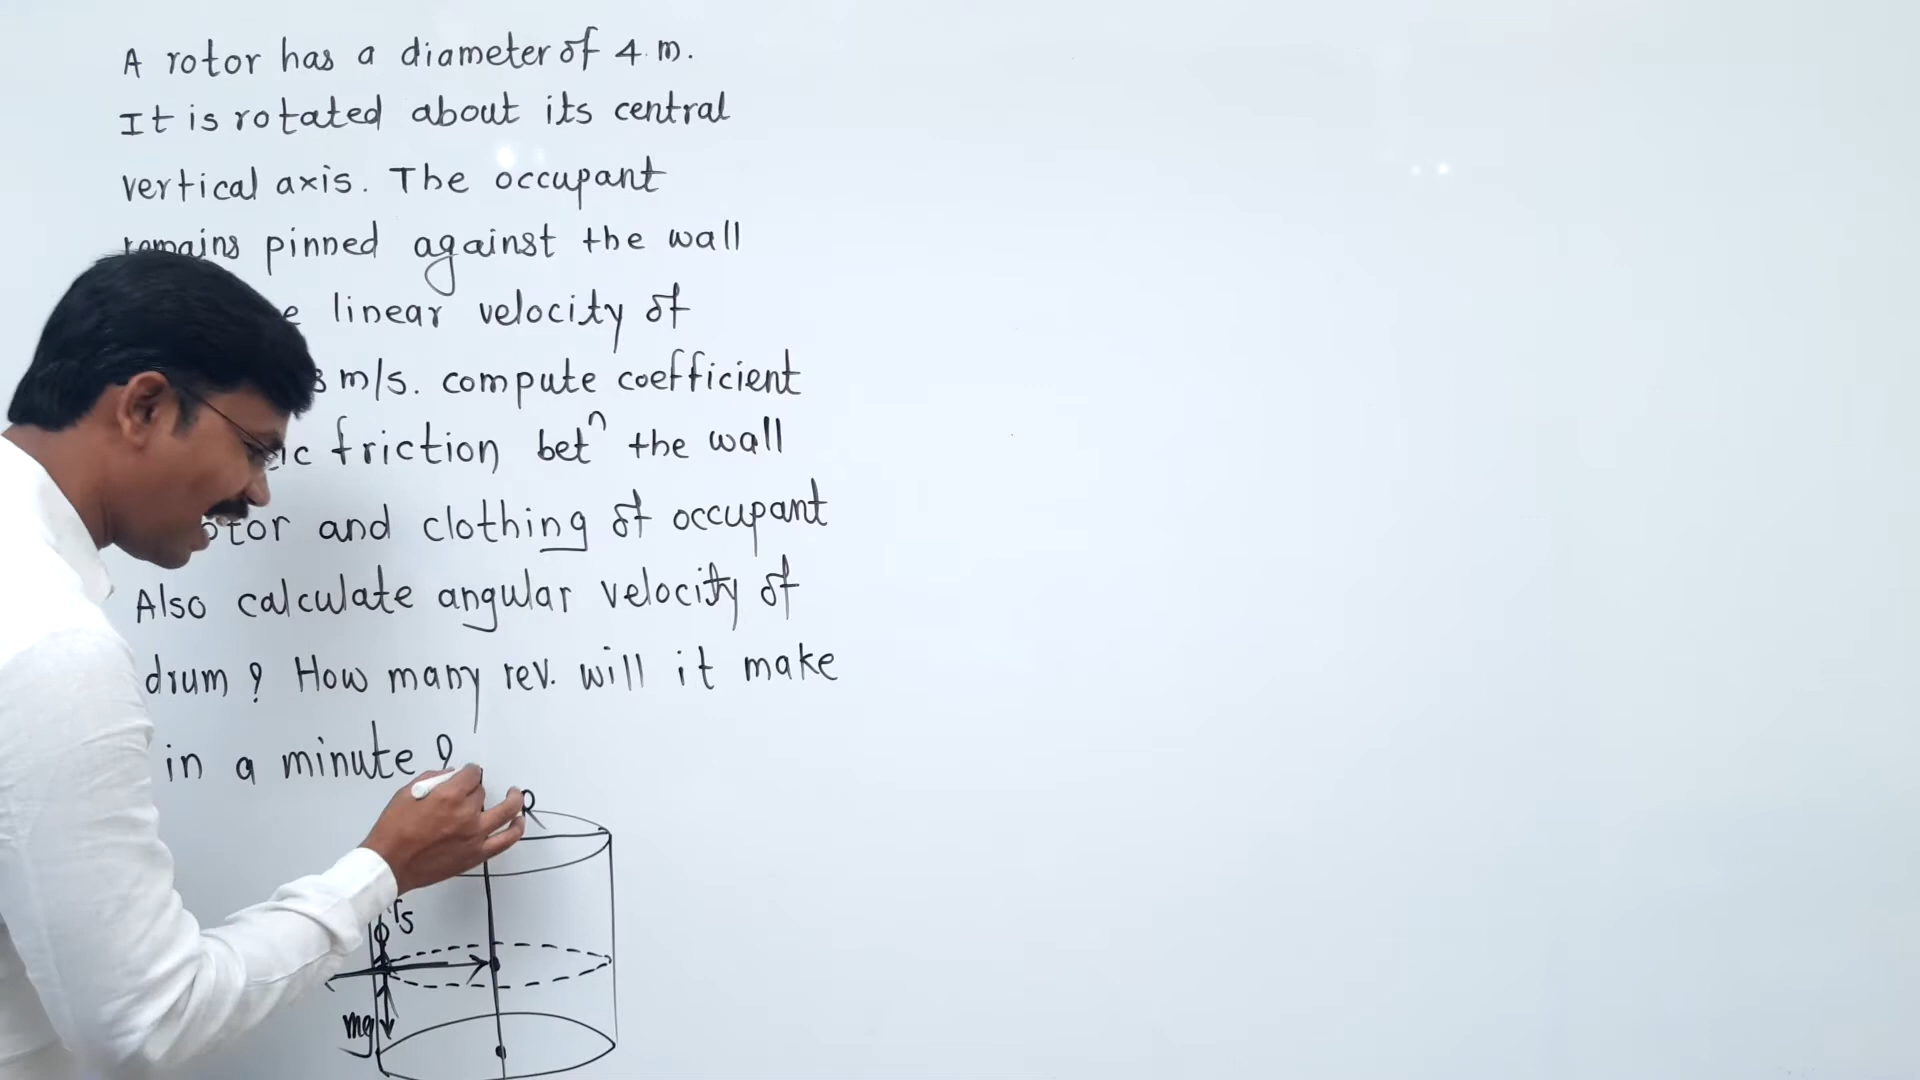 A rotor has a diameter of 4 m.
It is rotated about its central
vertical axis. The occupant
remains pinned against the wall
linear velocity of
m/s. compute coefficient
friction betⁿ the wall
and clothing of occupant
Also calculate angular velocity of
drum? How many rev. will it make
in a minute?
R
fs
mg